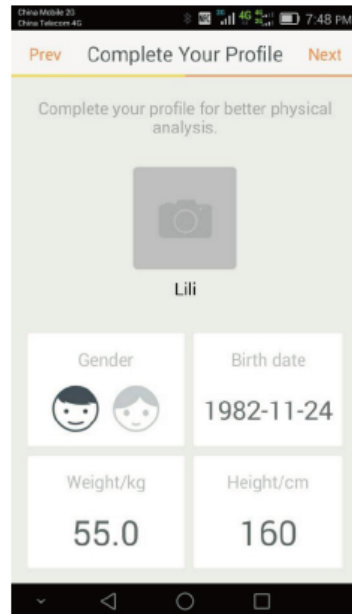 China Mobile 2G
China Telecom 4G
4G
7:48 PM
Prev
Complete Your Profile
Next
Complete your profile for better physical
analysis.
Lili
Gender
Birth date
1982-11-24
Weight/kg
Height/cm
55.0
160